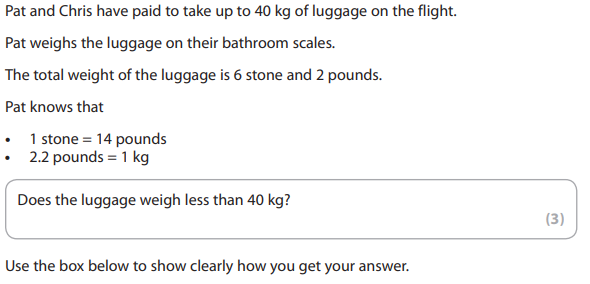 Pat and Chris have paid to take up to 40 kg of luggage on the flight.
Pat weighs the luggage on their bathroom scales.
The total weight of the luggage is 6 stone and 2 pounds.
Pat knows that
• 1 stone = 14 pounds
• 2.2 pounds = 1 kg
Does the luggage weigh less than 40 kg?
(3)
Use the box below to show clearly how you get your answer.